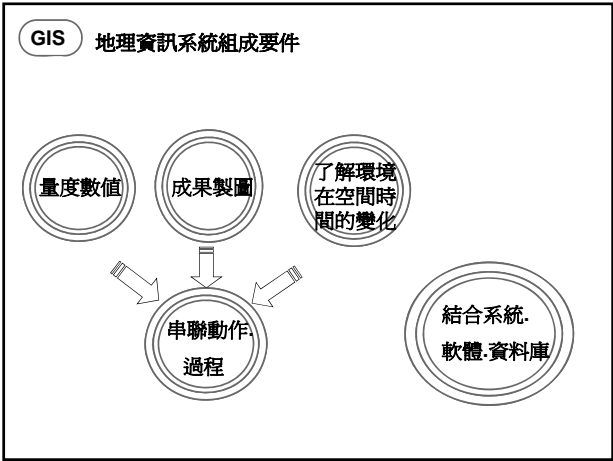 GIS 地理資訊系統組成要件
量度數值
成果製圖
了解環境
在空間時
間的變化
串聯動作.
過程
結合系統.
軟體.資料庫